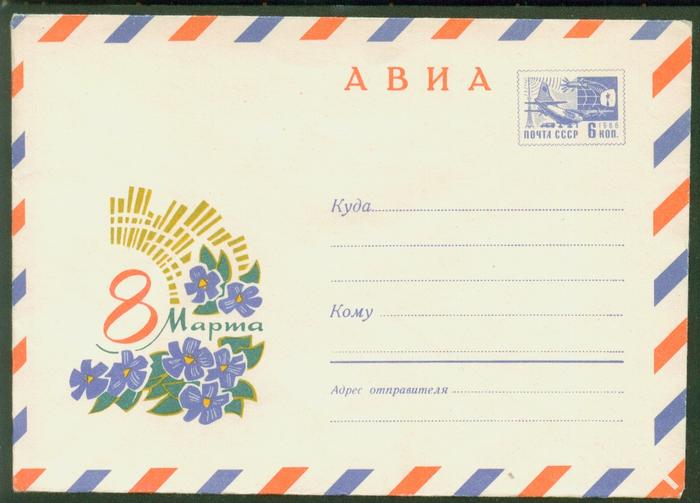 АВИА
1966
ПОЧТА СССР 6 КОП.
Куда
8 Марта
Кому
Адрес отправителя